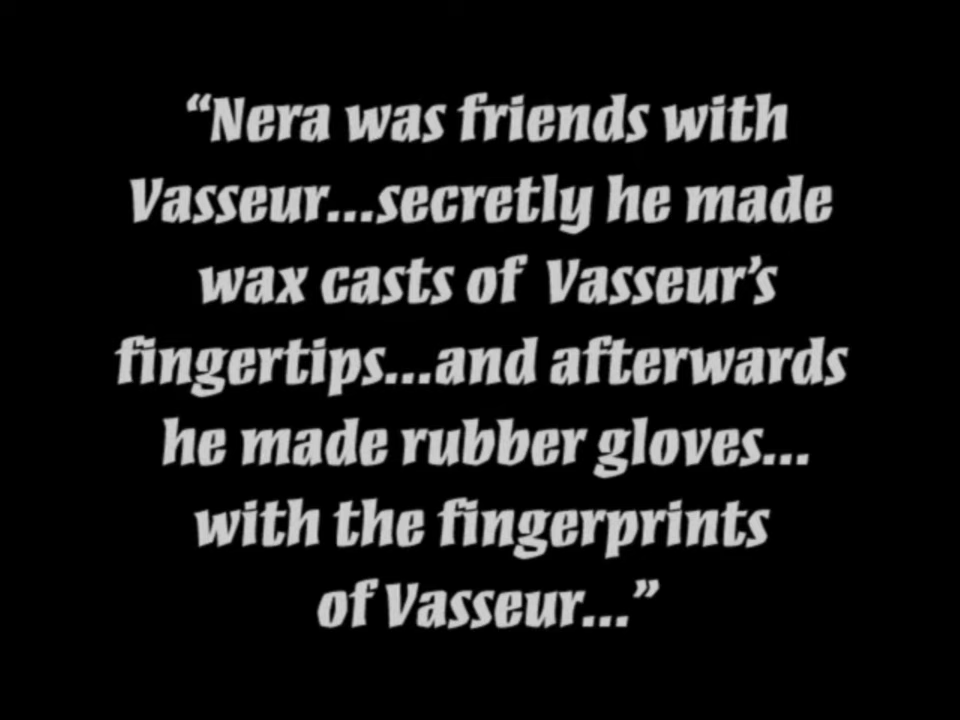 “Nera was friends with
Vasseur...secretly he made
wax casts of Vasseur’s
fingertips...and afterwards
he made rubber gloves...
with the fingerprints
of Vasseur...”